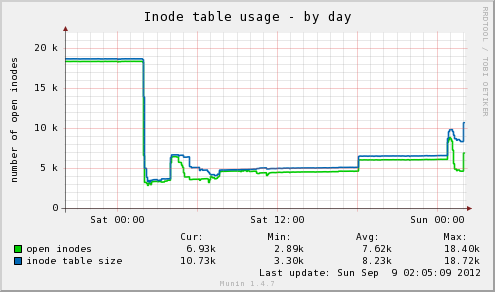 Inode table usage - by day
RRDTOOL / TOBI OETIKER
number of open inodes
20 k
15 k
10 k
5 k
0
Sat 00:00 Sat 12:00 Sun 00:00
Cur: Min: Avg: Max:
open inodes 6.93k 2.89k 7.62k 18.40k
inode table size 10.73k 3.30k 8.23k 18.72k
Last update: Sun Sep 9 02:05:09 2012
Munin 1.4.7